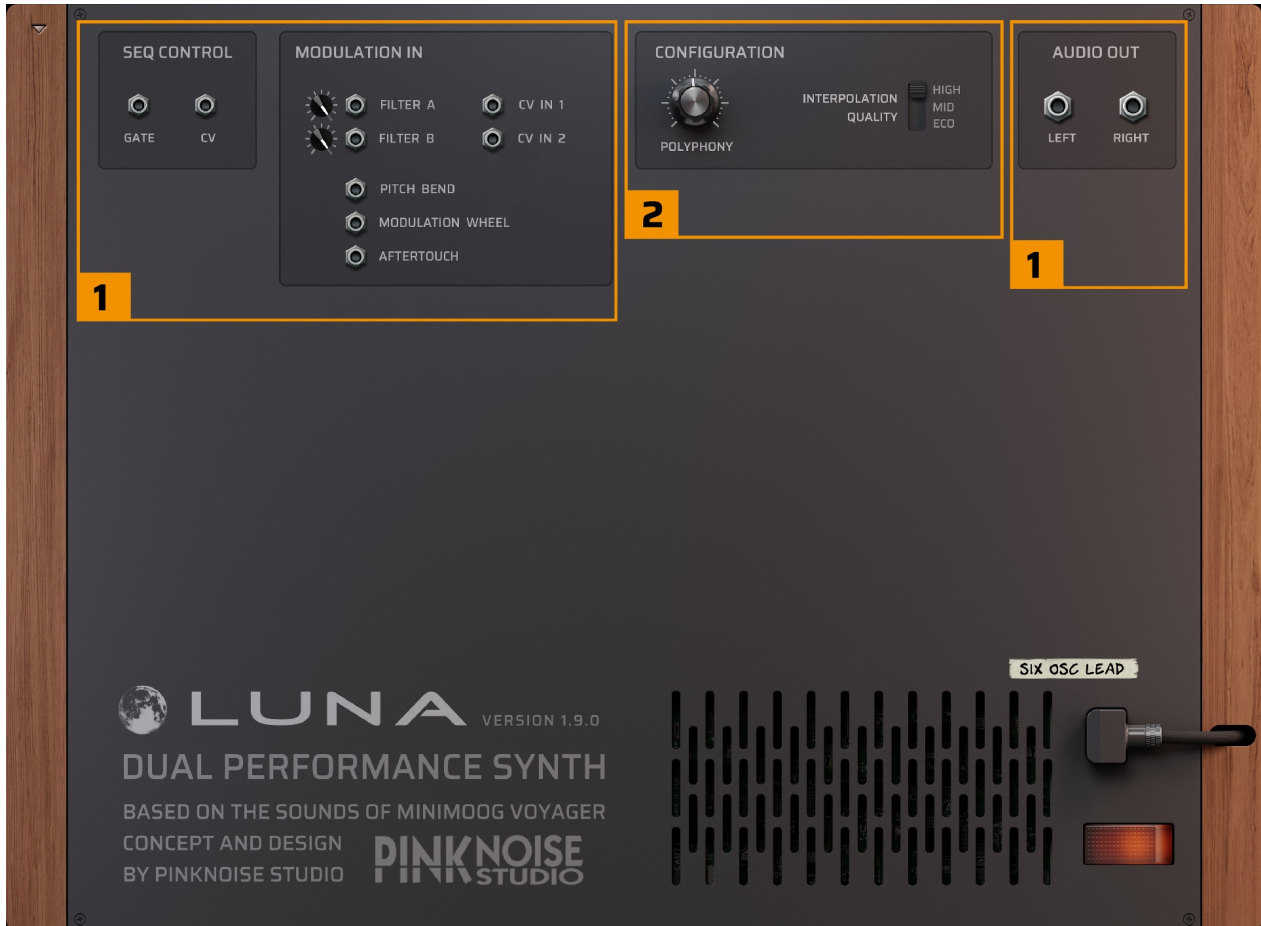 SEQ CONTROL
GATE
CV
MODULATION IN
FILTER A
CV IN 1
FILTER B
CV IN 2
PITCH BEND
MODULATION WHEEL
AFTERTOUCH
1
CONFIGURATION
POLYPHONY
INTERPOLATION
QUALITY
HIGH
MID
ECO
2
AUDIO OUT
LEFT
RIGHT
1
SIX OSC LEAD
LUNA VERSION 1.9.0
DUAL PERFORMANCE SYNTH
BASED ON THE SOUNDS OF MINIMOOG VOYAGER
CONCEPT AND DESIGN
BY PINKNOISE STUDIO
PINKNOISE
STUDIO